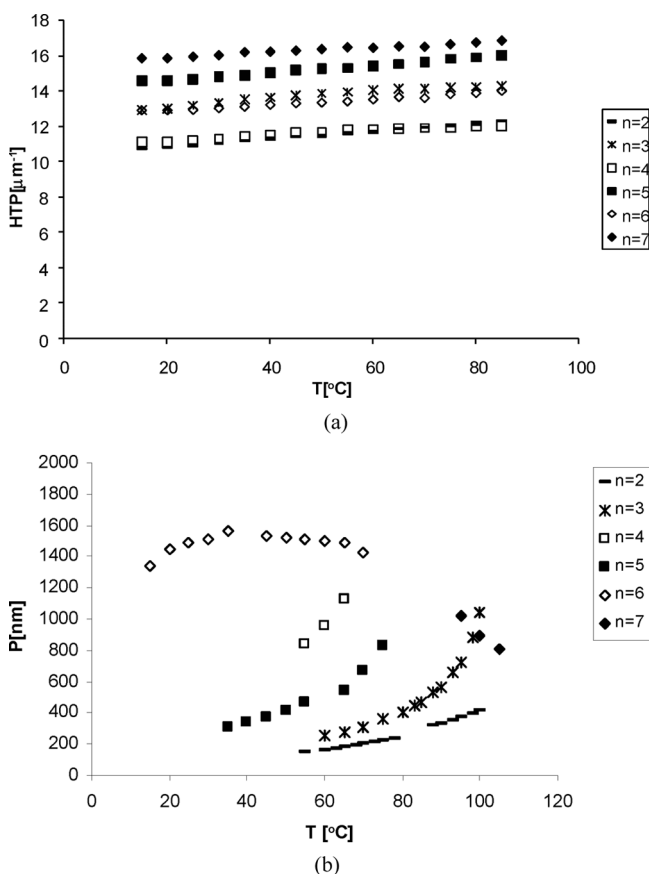 18
16
14
12
10
8
6
4
2
0
HTP[μm⁻¹]
0 20 40 60 80 100
T[°C]
n=2
n=3
n=4
n=5
n=6
n=7
(a)
2000
1800
1600
1400
1200
1000
800
600
400
200
0
P[nm]
0 20 40 60 80 100 120
T [°C]
n=2
n=3
n=4
n=5
n=6
n=7
(b)